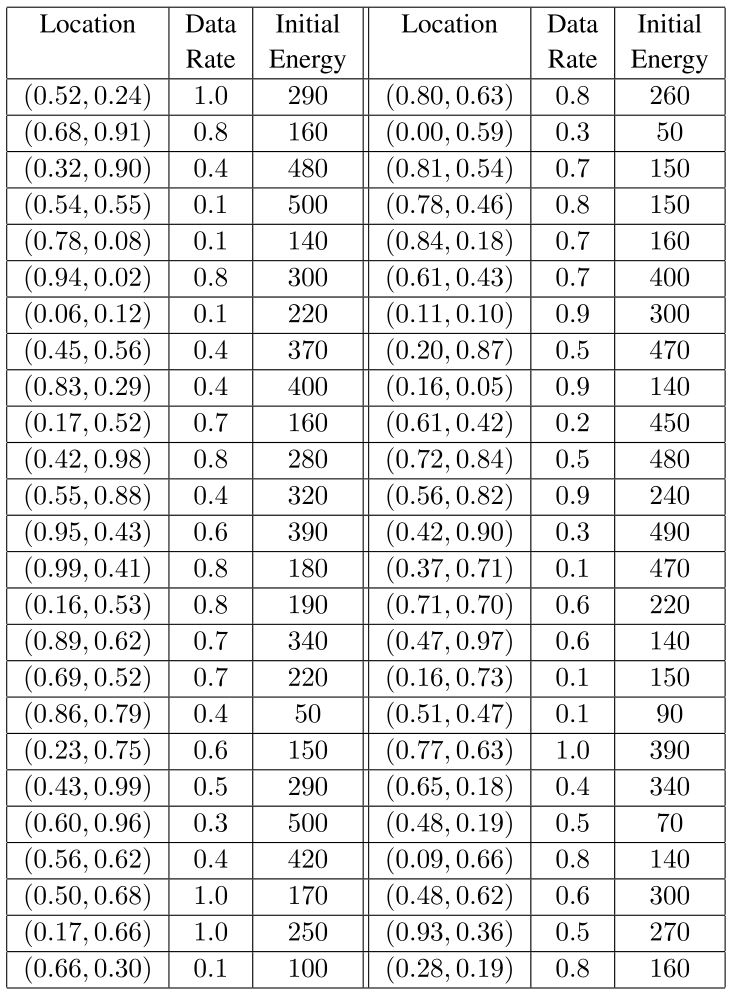 Location Data Initial Location Data Initial
Rate Energy Rate Energy
(0.52, 0.24) 1.0 290 (0.80, 0.63) 0.8 260
(0.68, 0.91) 0.8 160 (0.00, 0.59) 0.3 50
(0.32, 0.90) 0.4 480 (0.81, 0.54) 0.7 150
(0.54, 0.55) 0.1 500 (0.78, 0.46) 0.8 150
(0.78, 0.08) 0.1 140 (0.84, 0.18) 0.7 160
(0.94, 0.02) 0.8 300 (0.61, 0.43) 0.7 400
(0.06, 0.12) 0.1 220 (0.11, 0.10) 0.9 300
(0.45, 0.56) 0.4 370 (0.20, 0.87) 0.5 470
(0.83, 0.29) 0.4 400 (0.16, 0.05) 0.9 140
(0.17, 0.52) 0.7 160 (0.61, 0.42) 0.2 450
(0.42, 0.98) 0.8 280 (0.72, 0.84) 0.5 480
(0.55, 0.88) 0.4 320 (0.56, 0.82) 0.9 240
(0.95, 0.43) 0.6 390 (0.42, 0.90) 0.3 490
(0.99, 0.41) 0.8 180 (0.37, 0.71) 0.1 470
(0.16, 0.53) 0.8 190 (0.71, 0.70) 0.6 220
(0.89, 0.62) 0.7 340 (0.47, 0.97) 0.6 140
(0.69, 0.52) 0.7 220 (0.16, 0.73) 0.1 150
(0.86, 0.79) 0.4 50 (0.51, 0.47) 0.1 90
(0.23, 0.75) 0.6 150 (0.77, 0.63) 1.0 390
(0.43, 0.99) 0.5 290 (0.65, 0.18) 0.4 340
(0.60, 0.96) 0.3 500 (0.48, 0.19) 0.5 70
(0.56, 0.62) 0.4 420 (0.09, 0.66) 0.8 140
(0.50, 0.68) 1.0 170 (0.48, 0.62) 0.6 300
(0.17, 0.66) 1.0 250 (0.93, 0.36) 0.5 270
(0.66, 0.30) 0.1 100 (0.28, 0.19) 0.8 160